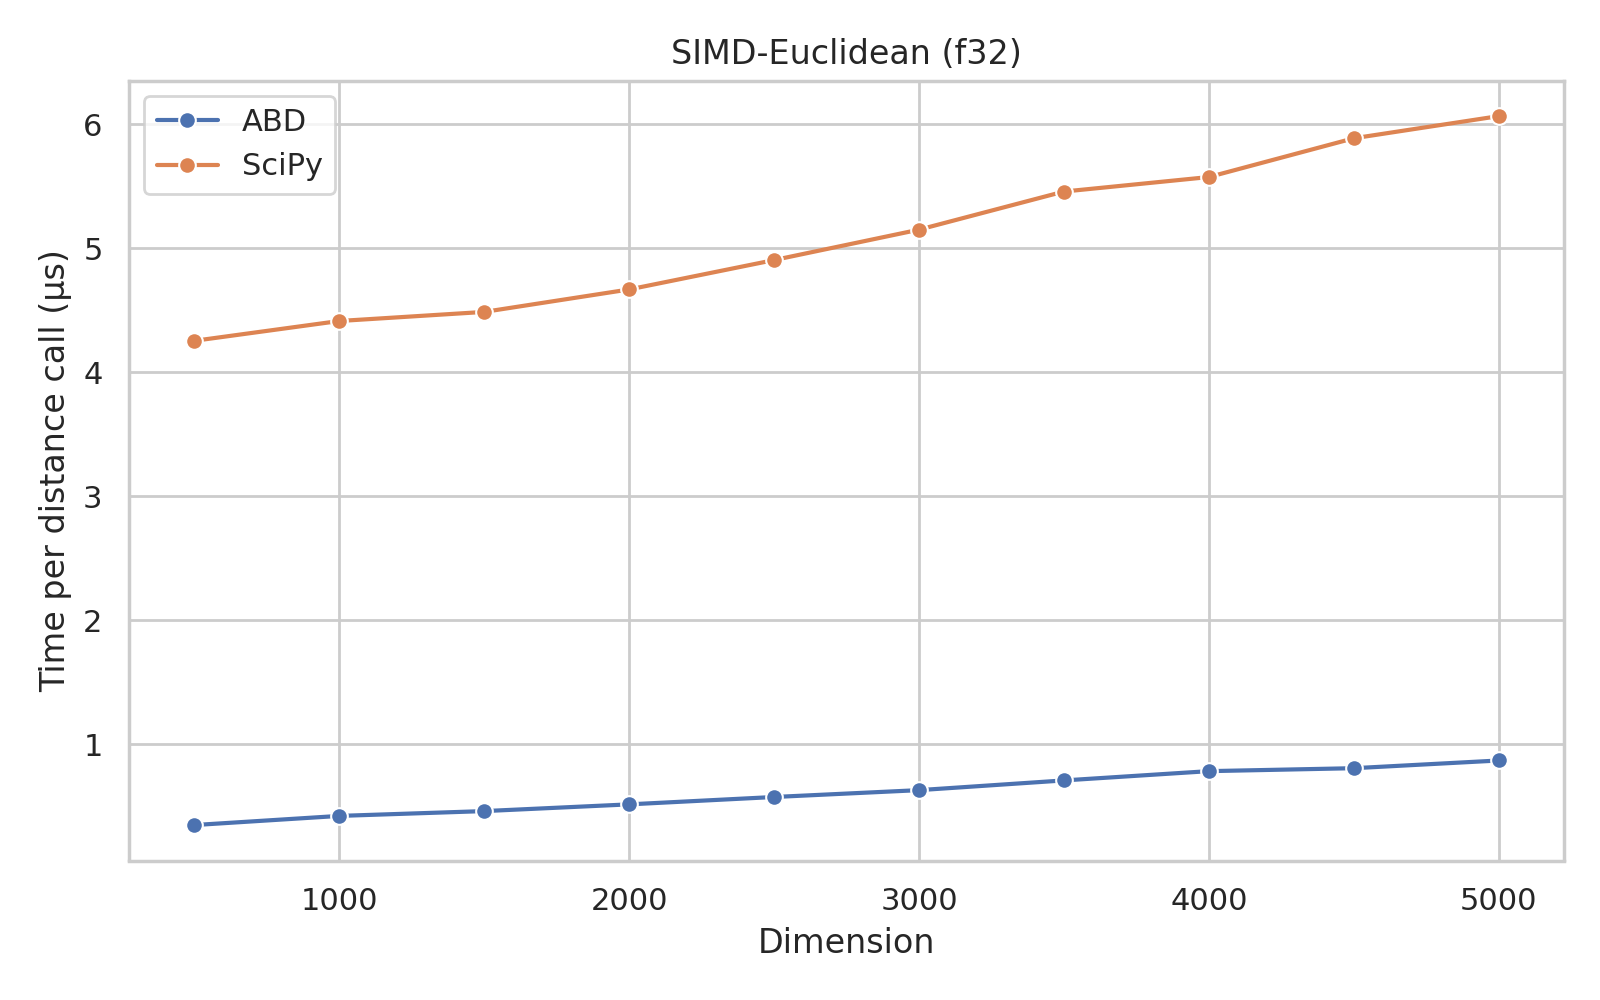 SIMD-Euclidean (f32)
ABD
SciPy
Time per distance call (µs)
6
5
4
3
2
1
1000 2000 3000 4000 5000
Dimension